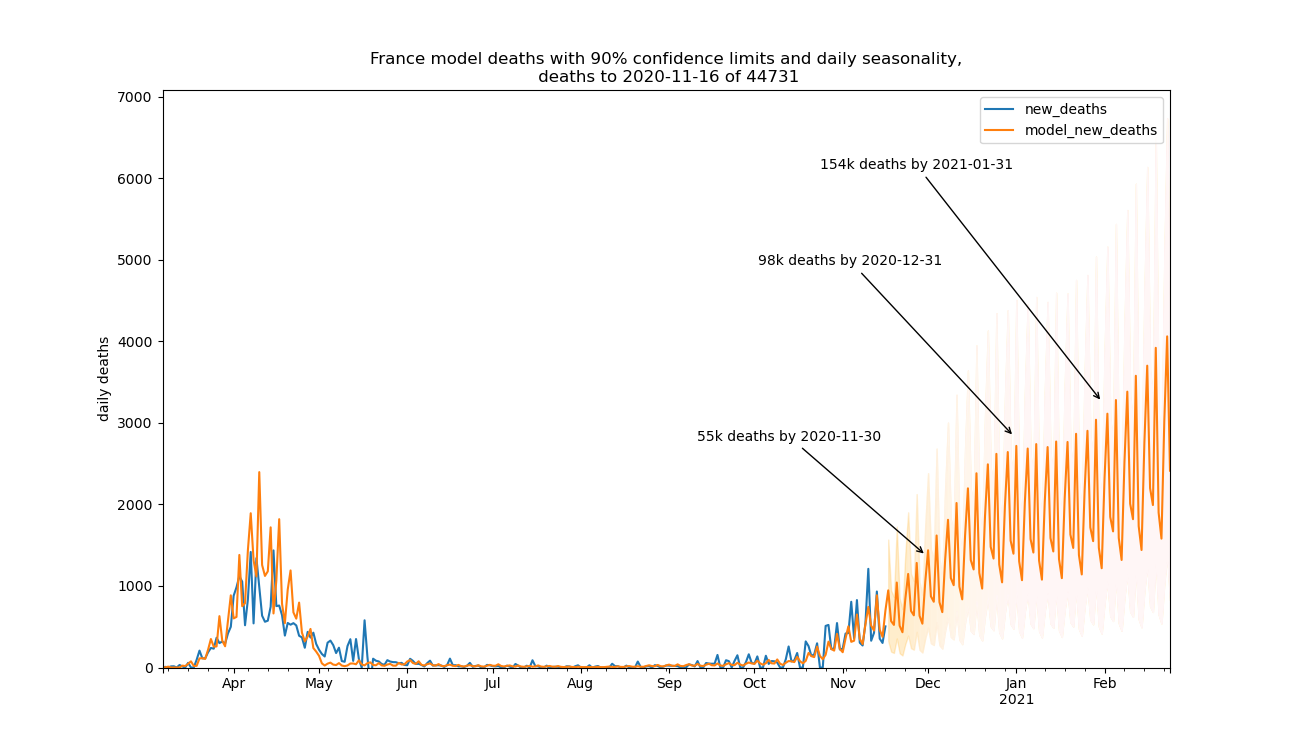 France model deaths with 90% confidence limits and daily seasonality,
deaths to 2020-11-16 of 44731
7000
6000
5000
4000
3000
2000
1000
0
daily deaths
new_deaths
model_new_deaths
154k deaths by 2021-01-31
98k deaths by 2020-12-31
55k deaths by 2020-11-30
Apr May Jun Jul Aug Sep Oct Nov Dec Jan Feb
2021